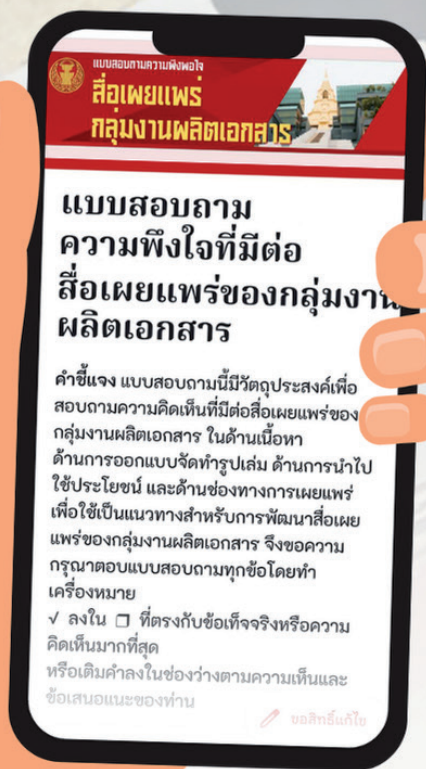 แบบสอบถามความพึงพอใจ
สื่อเผยแพร่
กลุ่มงานผลิตเอกสาร
แบบสอบถาม
ความพึงใจที่มีต่อ
สื่อเผยแพร่ของกลุ่มงาน
ผลิตเอกสาร
คำชี้แจง แบบสอบถามนี้มีวัตถุประสงค์เพื่อ
สอบถามความคิดเห็นที่มีต่อสื่อเผยแพร่ของ
กลุ่มงานผลิตเอกสาร ในด้านเนื้อหา
ด้านการออกแบบจัดทำรูปเล่ม ด้านการนำไป
ใช้ประโยชน์ และด้านช่องทางการเผยแพร่
เพื่อใช้เป็นแนวทางสำหรับการพัฒนาสื่อเผย
แพร่ของกลุ่มงานผลิตเอกสาร จึงขอความ
กรุณาตอบแบบสอบถามทุกข้อโดยทำ
เครื่องหมาย
✓ ลงใน ☐ ที่ตรงกับข้อเท็จจริงหรือความ
คิดเห็นมากที่สุด
หรือเติมคำลงในช่องว่างตามความเห็นและ
ข้อเสนอแนะของท่าน
ขอสิทธิ์แก้ไข